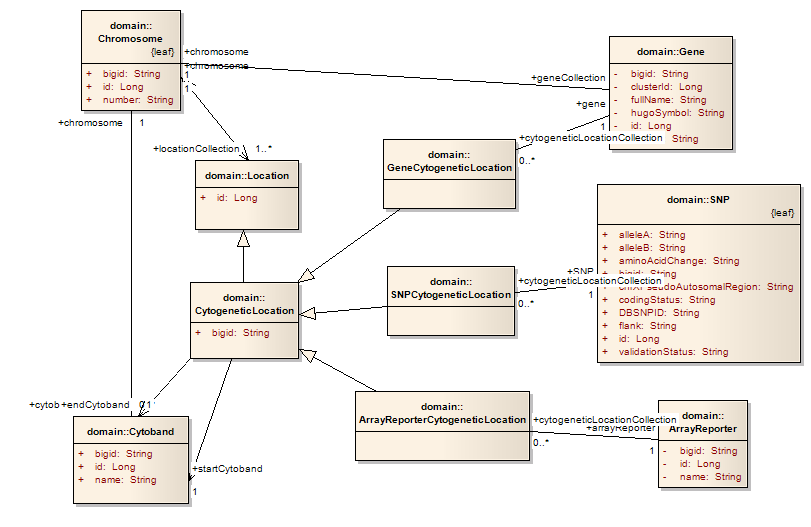 domain::
Chromosome
{leaf}
+ bigid: String
+ id: Long
+ number: String
+chromosome
+chromosome
1
1
+geneCollection
domain::Gene
- bigid: String
- clusterId: Long
- fullName: String
- hugoSymbol: String
- id: Long
String
+gene
1
+cytogeneticLocationCollection
0..*
+chromosome 1
+locationCollection 1..*
domain::Location
+ id: Long
domain::
GeneCytogeneticLocation
domain::SNP
{leaf}
+ alleleA: String
+ alleleB: String
+ aminoAcidChange: String
+ bigid: String
seudoAutosomalRegion: String
+ codingStatus: String
+ DBSNPID: String
+ flank: String
+ id: Long
+ validationStatus: String
+SNP
1
+cytogeneticLocationCollection
0..*
domain::
SNPCytogeneticLocation
domain::
CytogeneticLocation
+ bigid: String
domain::
ArrayReporterCytogeneticLocation
+cytogeneticLocationCollection
0..*
+arrayReporter
1
domain::
ArrayReporter
- bigid: String
- id: Long
- name: String
+cytob +endCytoband
1
domain::Cytoband
+ bigid: String
+ id: Long
+ name: String
+startCytoband
1